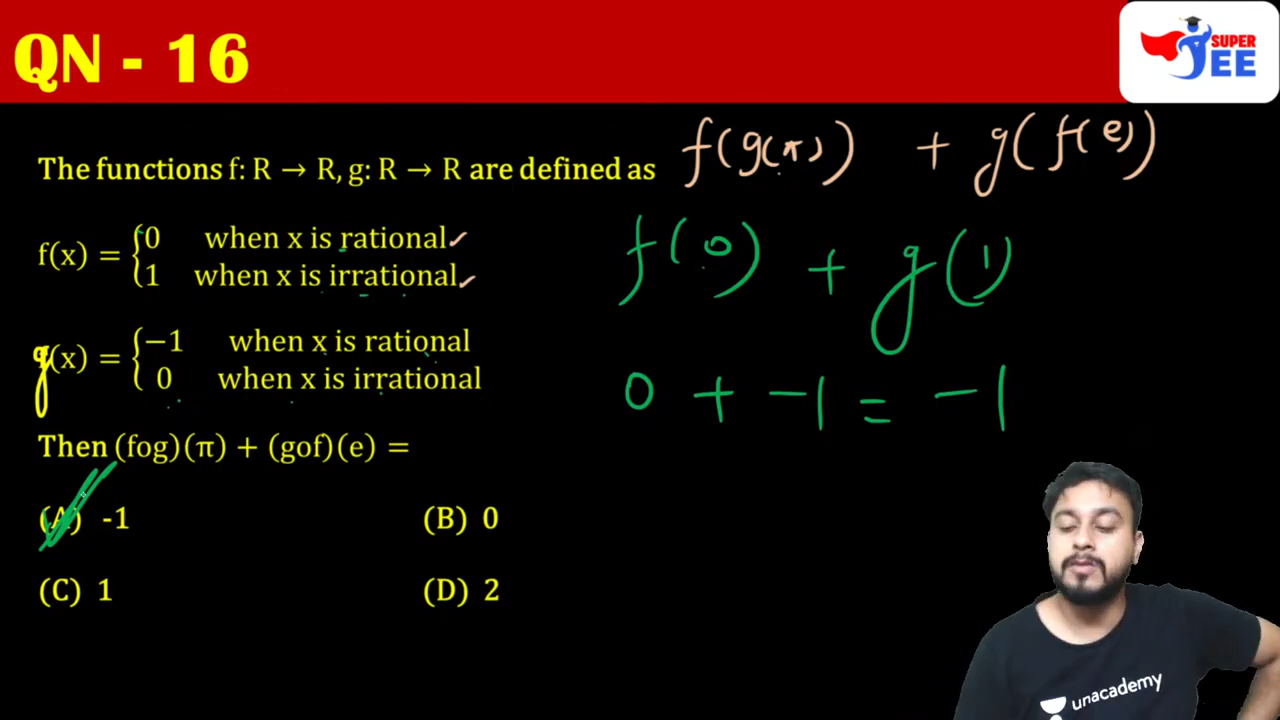 QN - 16
SUPER
JEE
The functions f: R → R, g: R → R are defined as
f(x) = { 0 when x is rational
1 when x is irrational
g(x) = { −1 when x is rational
0 when x is irrational
Then (fog)(π) + (gof)(e) =
(A) -1 (B) 0
(C) 1 (D) 2
f(g(π)) + g(f(e))
f(0) + g(1)
0 + -1 = -1
unacademy